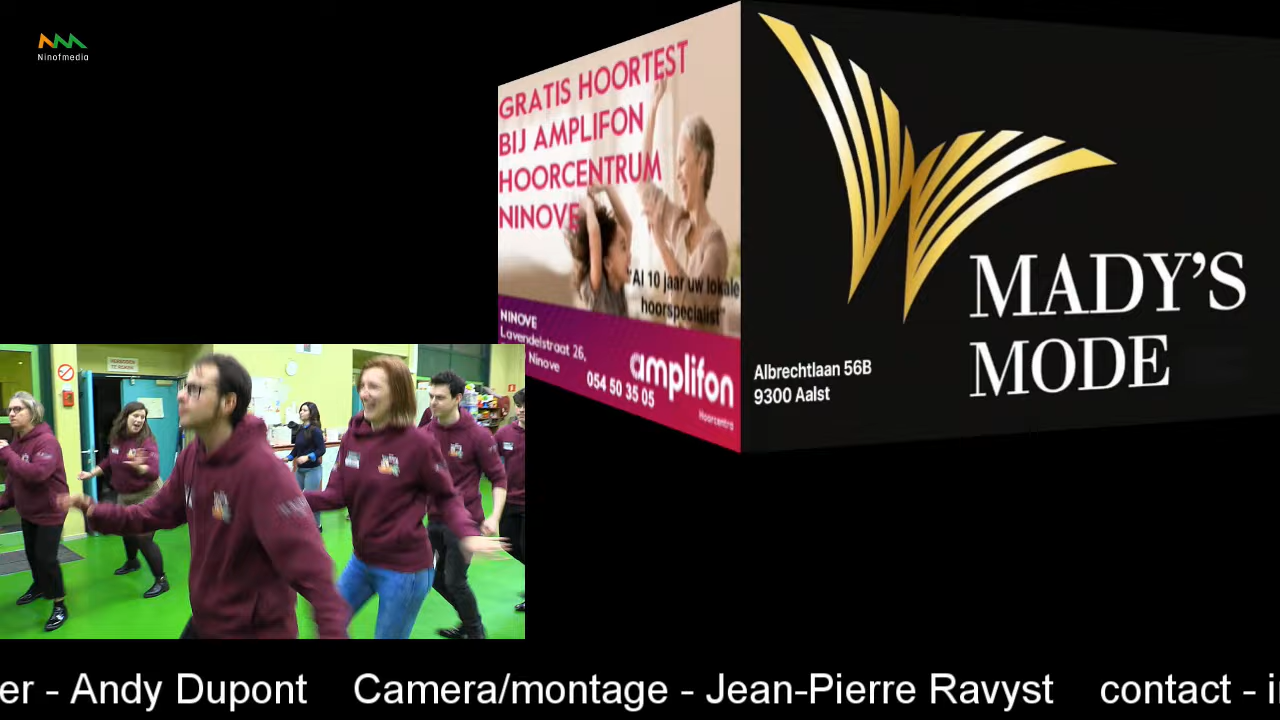 Ninofmedia
GRATIS HOORTEST
BIJ AMPLIFON
HOORCENTRUM
NINOVE
"Al 10 jaar uw lokale
hoorspecialist"
NINOVE
Lavendelstraat 26,
Ninove
054 50 35 05
amplifon
Hoorcentra
MADY'S
MODE
Albrechtlaan 56B
9300 Aalst
er - Andy Dupont    Camera/montage - Jean-Pierre Ravyst    contact - i